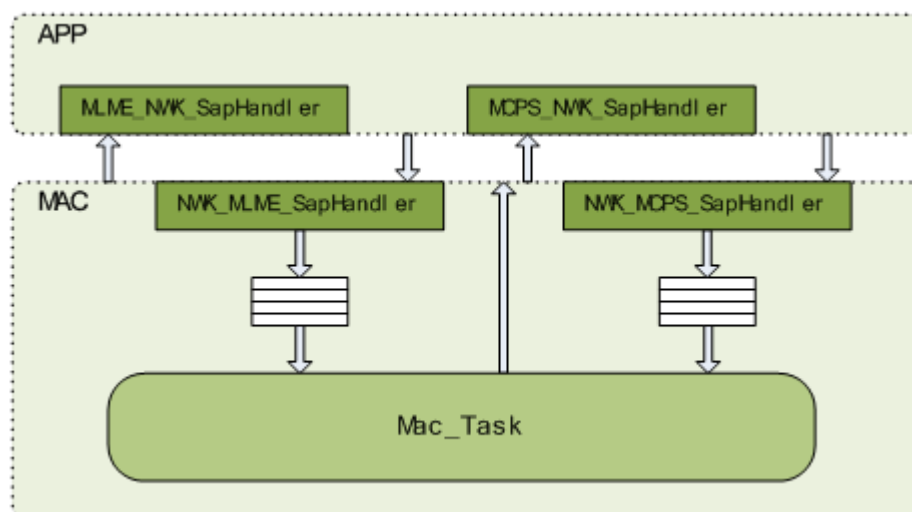 APP
MLME_NWK_SapHandler
MCPS_NWK_SapHandler
MAC
NWK_MLME_SapHandler
NWK_MCPS_SapHandler
Mac_Task